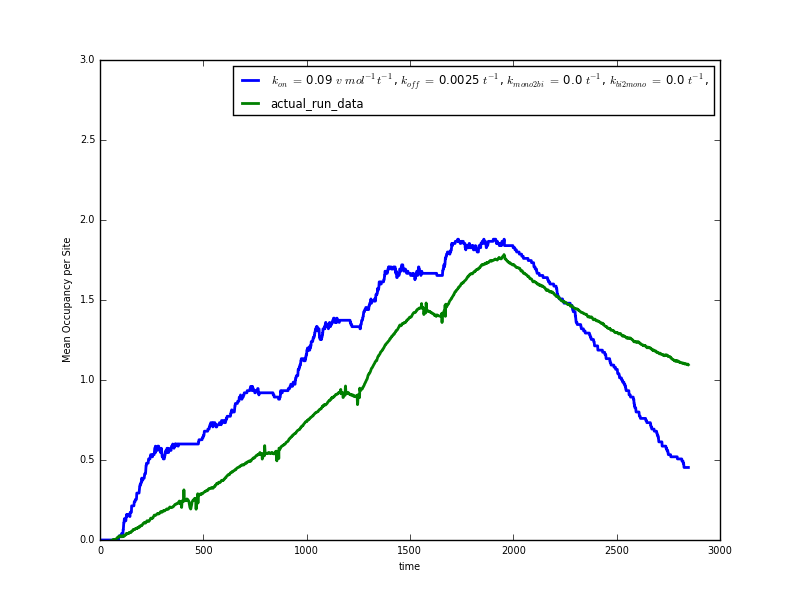 3.0
k_on = 0.09 v mol^−1 t^−1, k_off = 0.0025 t^−1, k_mono2bi = 0.0 t^−1, k_bi2mono = 0.0 t^−1,
actual_run_data
2.5
2.0
Mean Occupancy per Site
1.5
1.0
0.5
0.0
0 500 1000 1500 2000 2500 3000
time